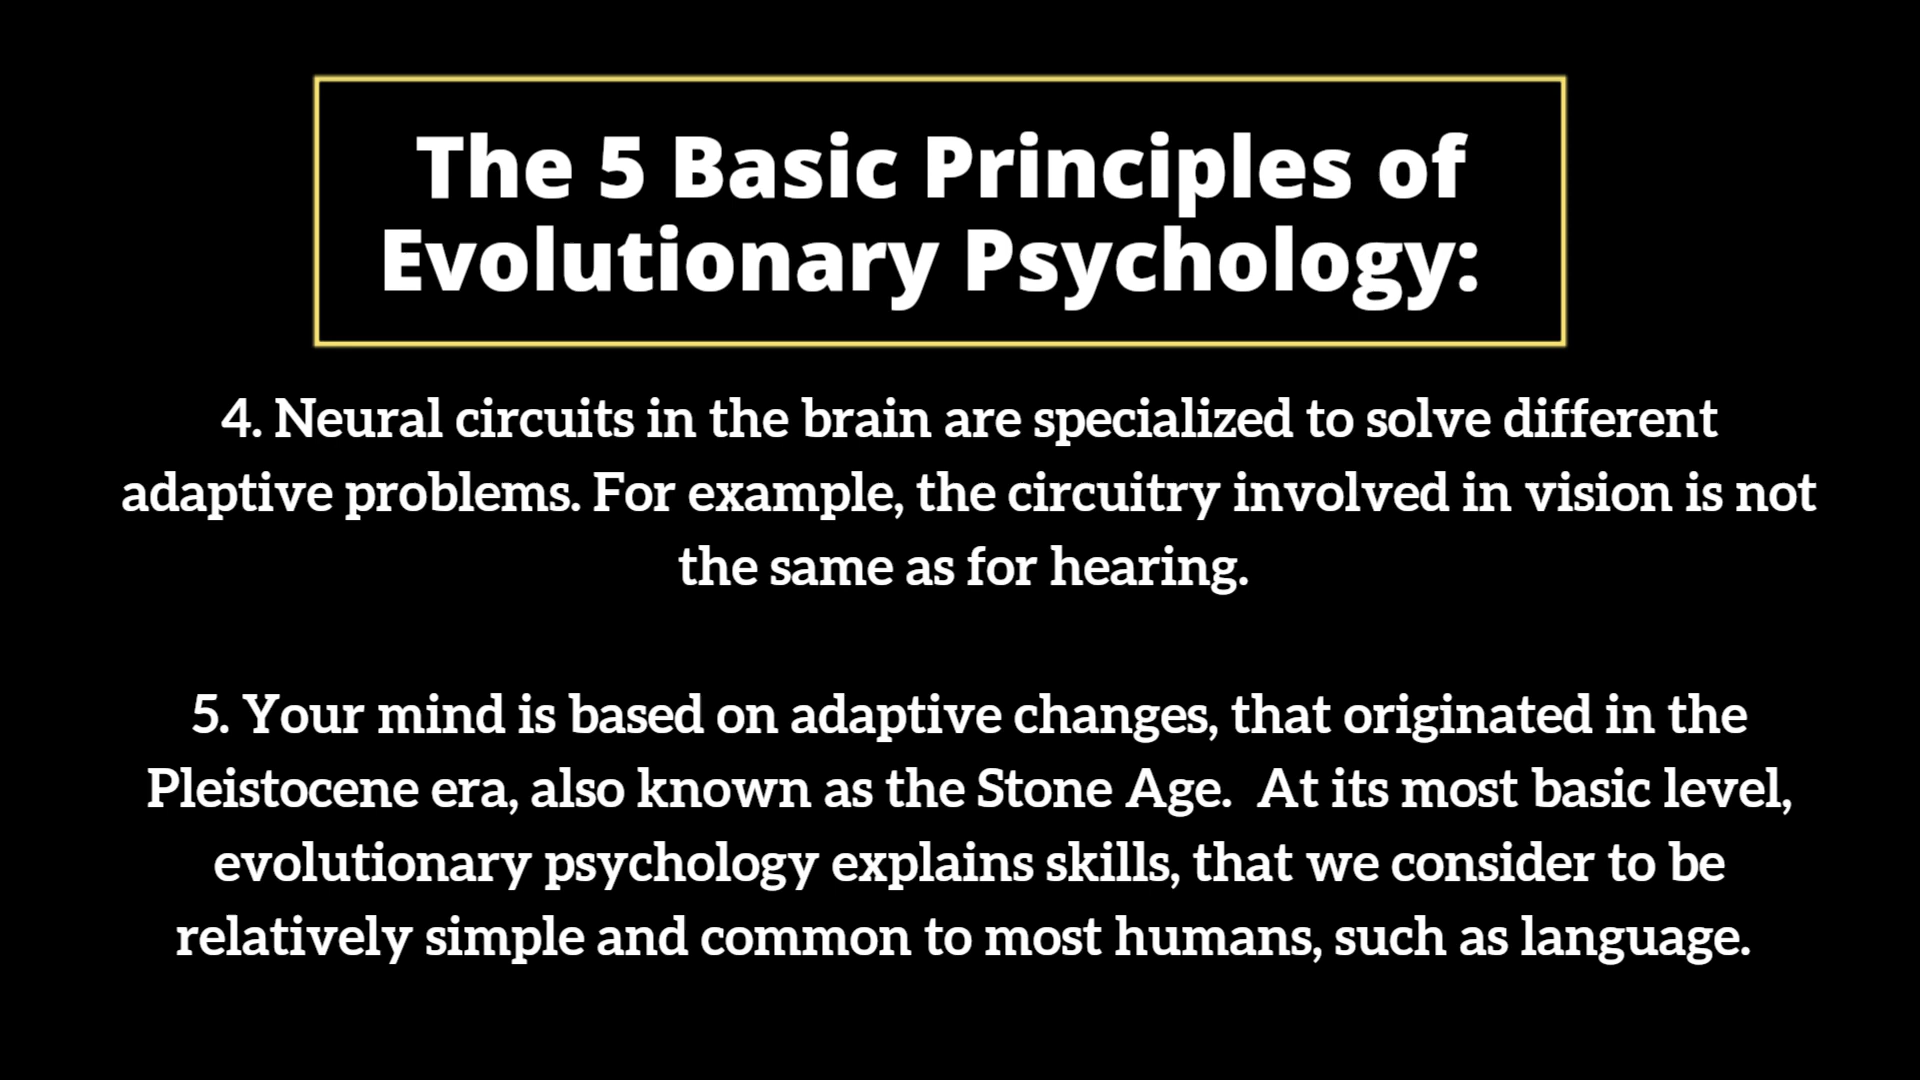 The 5 Basic Principles of
Evolutionary Psychology:
4. Neural circuits in the brain are specialized to solve different
adaptive problems. For example, the circuitry involved in vision is not
the same as for hearing.
5. Your mind is based on adaptive changes, that originated in the
Pleistocene era, also known as the Stone Age.  At its most basic level,
evolutionary psychology explains skills, that we consider to be
relatively simple and common to most humans, such as language.